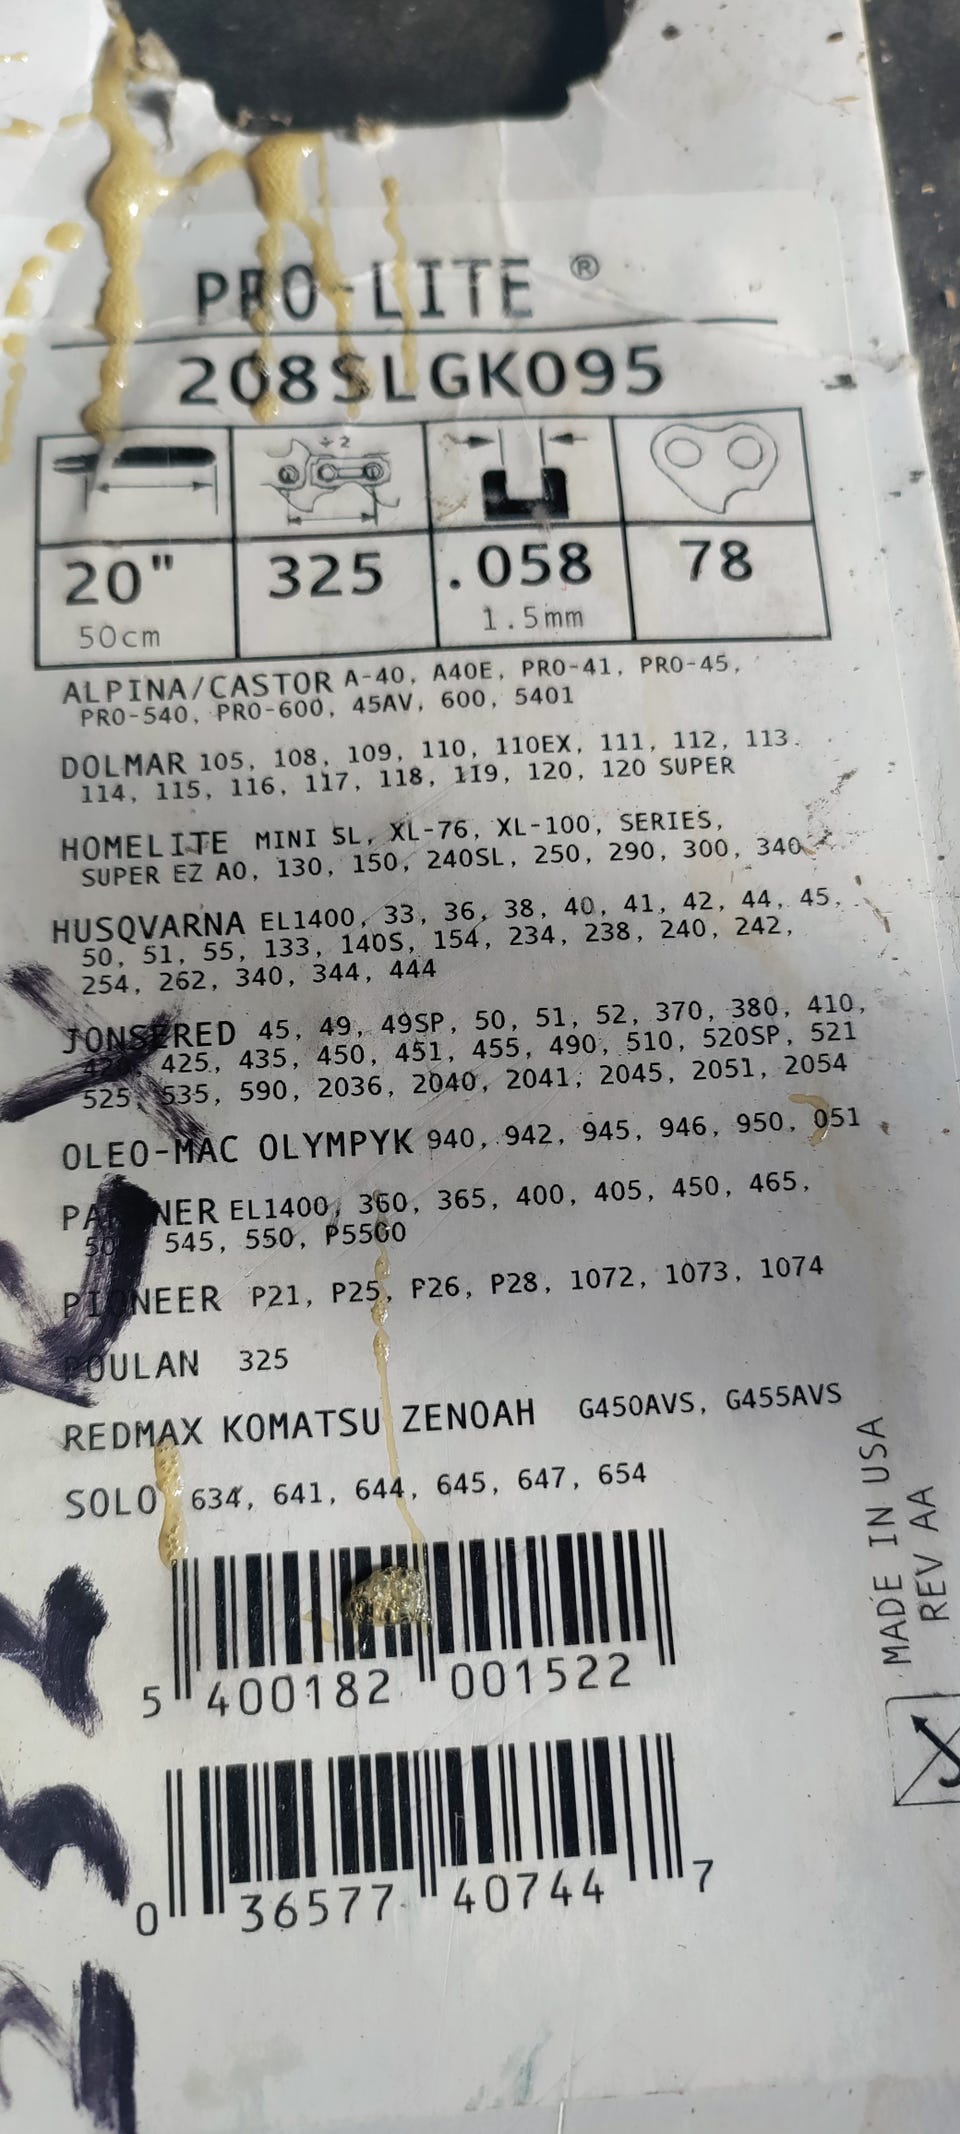 PRO-LITE ®
208SLGK095
÷2
20" 325 .058 78
50cm 1.5mm
ALPINA/CASTOR A-40, A40E, PRO-41, PRO-45,
PRO-540, PRO-600, 45AV, 600, 5401
DOLMAR 105, 108, 109, 110, 110EX, 111, 112, 113.
114, 115, 116, 117, 118, 119, 120, 120 SUPER
HOMELITE MINI SL, XL-76, XL-100, SERIES,
SUPER EZ AO, 130, 150, 240SL, 250, 290, 300, 340
HUSQVARNA EL1400, 33, 36, 38, 40, 41, 42, 44, 45,
50, 51, 55, 133, 140S, 154, 234, 238, 240, 242,
254, 262, 340, 344, 444
JONSERED 45, 49, 49SP, 50, 51, 52, 370, 380, 410,
425, 435, 450, 451, 455, 490, 510, 520SP, 521
525, 535, 590, 2036, 2040, 2041, 2045, 2051, 2054
OLEO-MAC OLYMPYK 940, 942, 945, 946, 950, 051
PARTNER EL1400, 360, 365, 400, 405, 450, 465,
545, 550, P5500
PIONEER P21, P25, P26, P28, 1072, 1073, 1074
POULAN 325
REDMAX KOMATSU ZENOAH G450AVS, G455AVS
SOLO 634, 641, 644, 645, 647, 654
MADE IN USA
REV AA
5 400182 001522
0 36577 40744 7